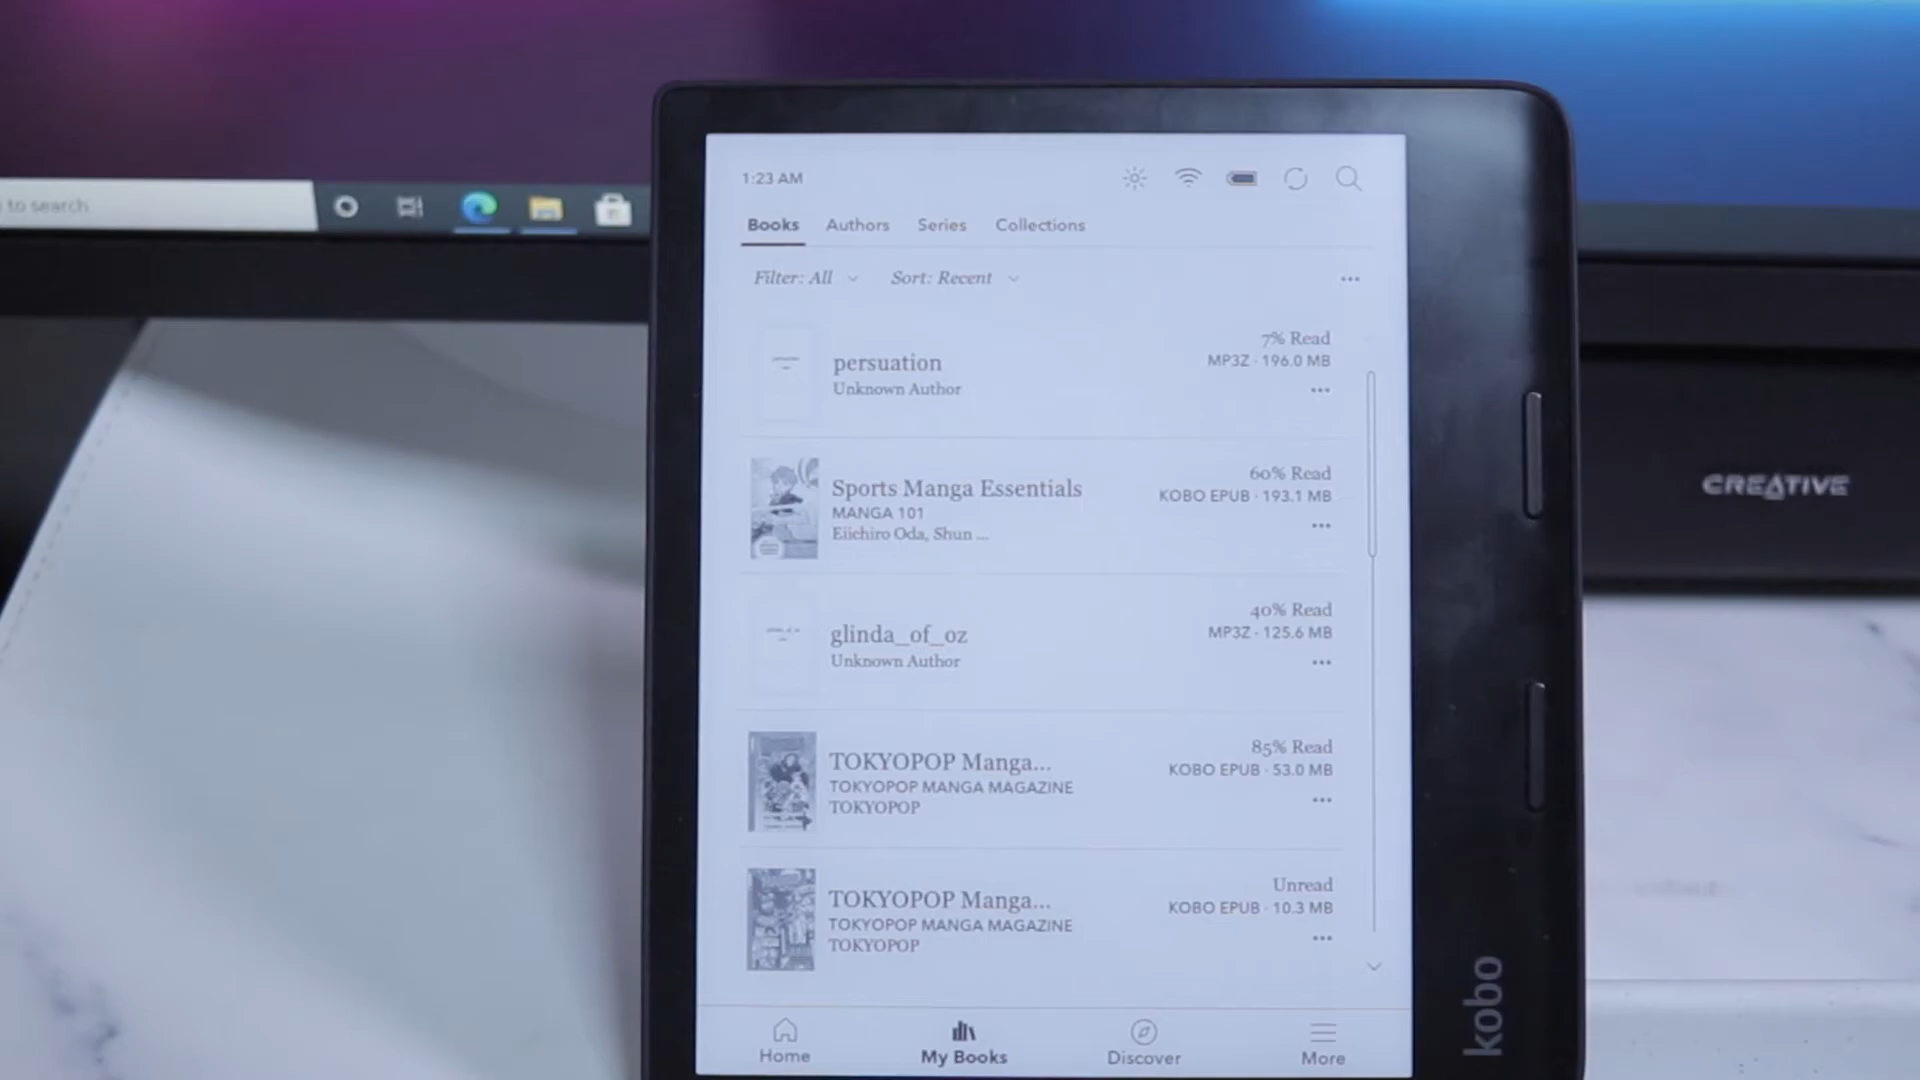 to search
1:23 AM
Books Authors Series Collections
Filter: All Sort: Recent
persuation
Unknown Author
7% Read
MP3Z · 196.0 MB
Sports Manga Essentials
MANGA 101
Eiichiro Oda, Shun ...
60% Read
KOBO EPUB · 193.1 MB
glinda_of_oz
Unknown Author
40% Read
MP3Z · 125.6 MB
TOKYOPOP Manga...
TOKYOPOP MANGA MAGAZINE
TOKYOPOP
85% Read
KOBO EPUB · 53.0 MB
TOKYOPOP Manga...
TOKYOPOP MANGA MAGAZINE
TOKYOPOP
Unread
KOBO EPUB · 10.3 MB
Home My Books Discover More
kobo
CREATIVE